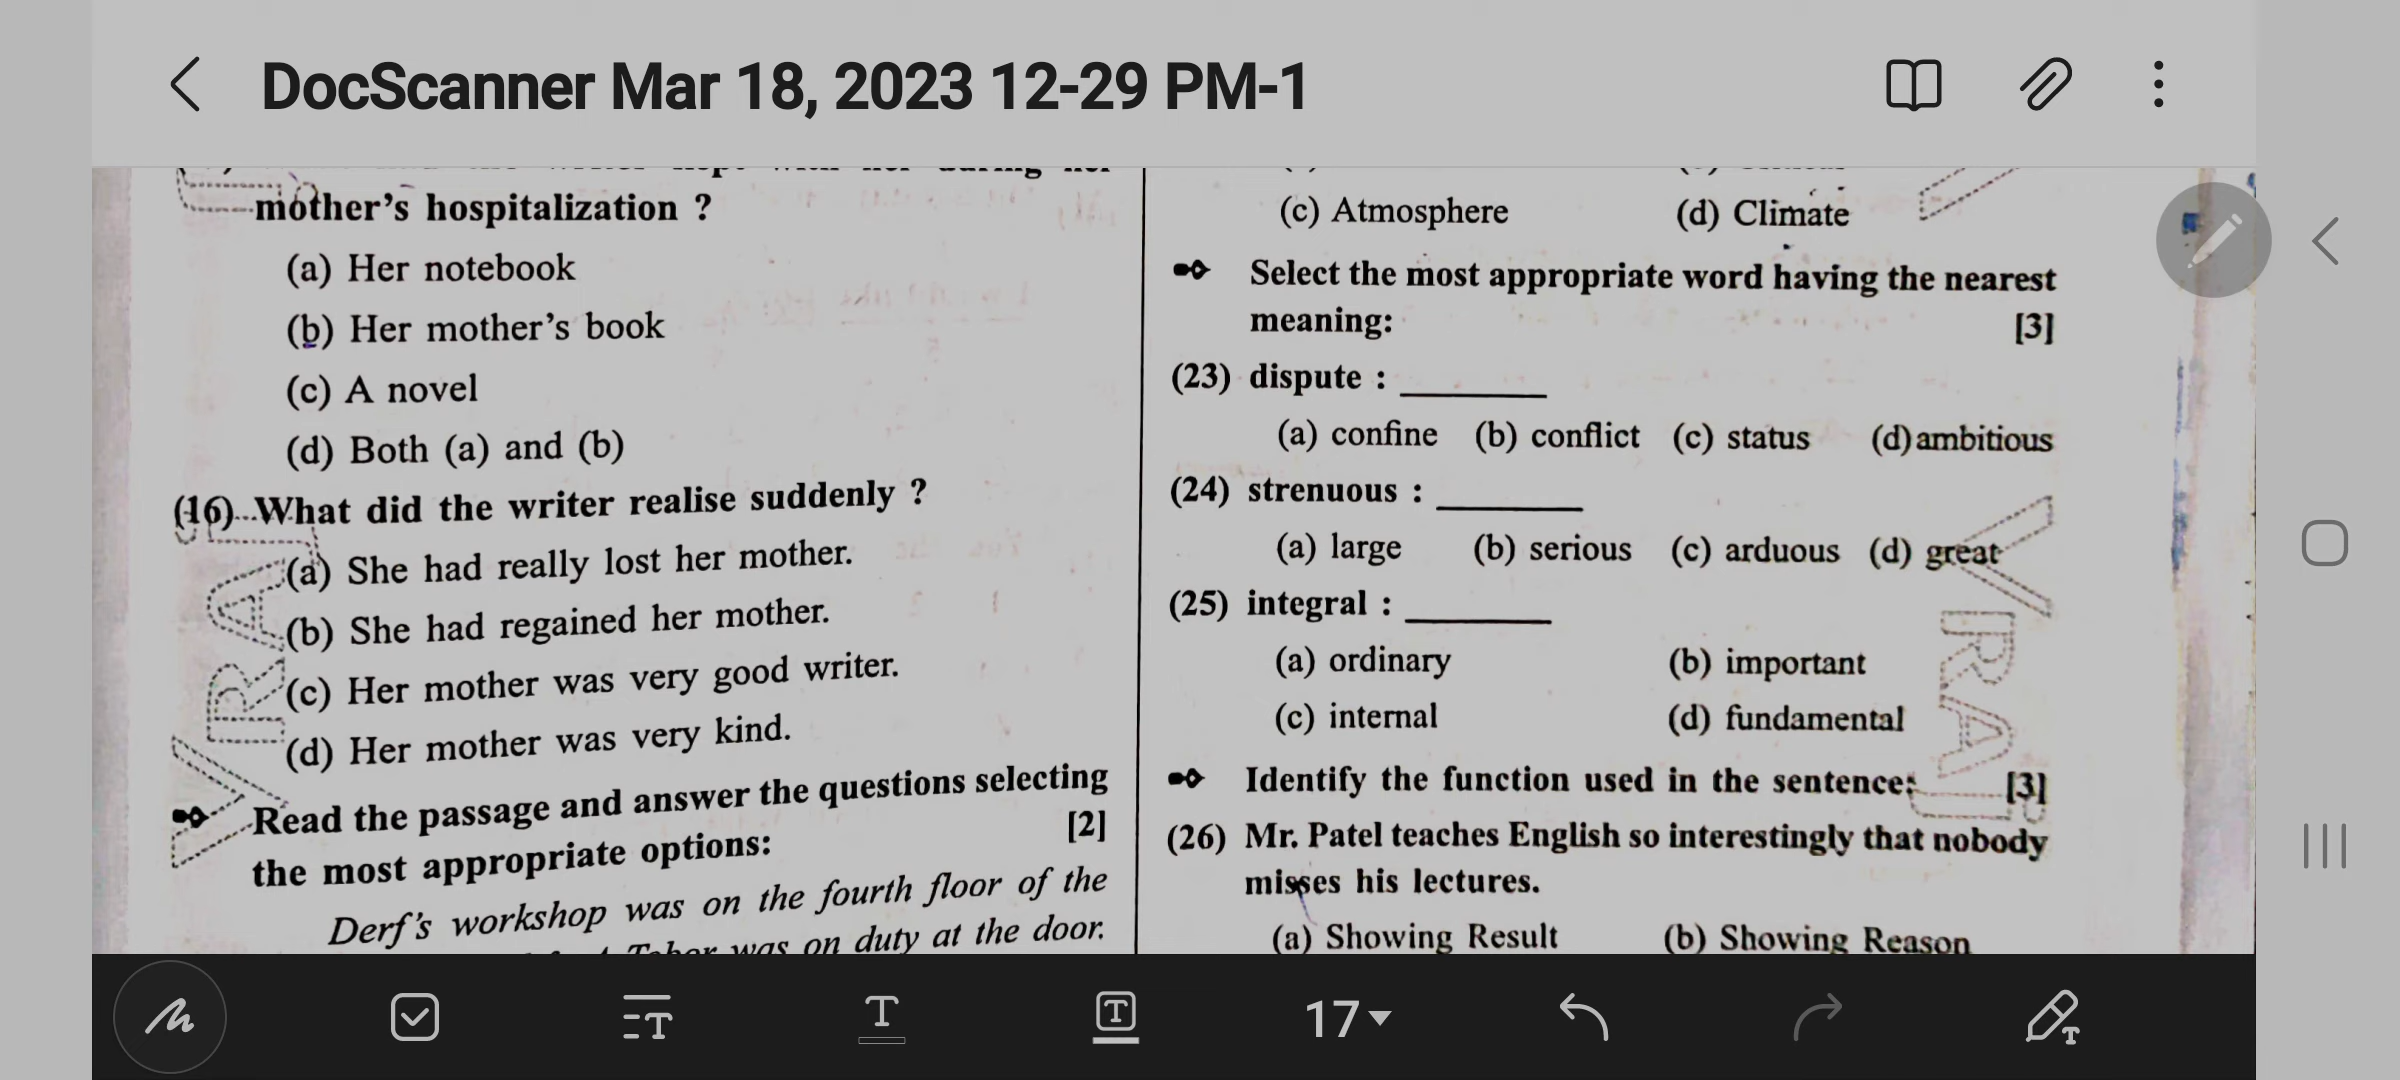 DocScanner Mar 18, 2023 12-29 PM-1
mother's hospitalization ?
(a) Her notebook
(b) Her mother's book
(c) A novel
(d) Both (a) and (b)
(16) What did the writer realise suddenly ?
(a) She had really lost her mother.
(b) She had regained her mother.
(c) Her mother was very good writer.
(d) Her mother was very kind.
Read the passage and answer the questions selecting
the most appropriate options: [2]
Derf's workshop was on the fourth floor of the
was on duty at the door.
(c) Atmosphere (d) Climate
Select the most appropriate word having the nearest
meaning: [3]
(23) dispute : ______
(a) confine (b) conflict (c) status (d) ambitious
(24) strenuous : ______
(a) large (b) serious (c) arduous (d) great
(25) integral : ______
(a) ordinary (b) important
(c) internal (d) fundamental
Identify the function used in the sentence: [3]
(26) Mr. Patel teaches English so interestingly that nobody
misses his lectures.
(a) Showing Result (b) Showing Reason
17